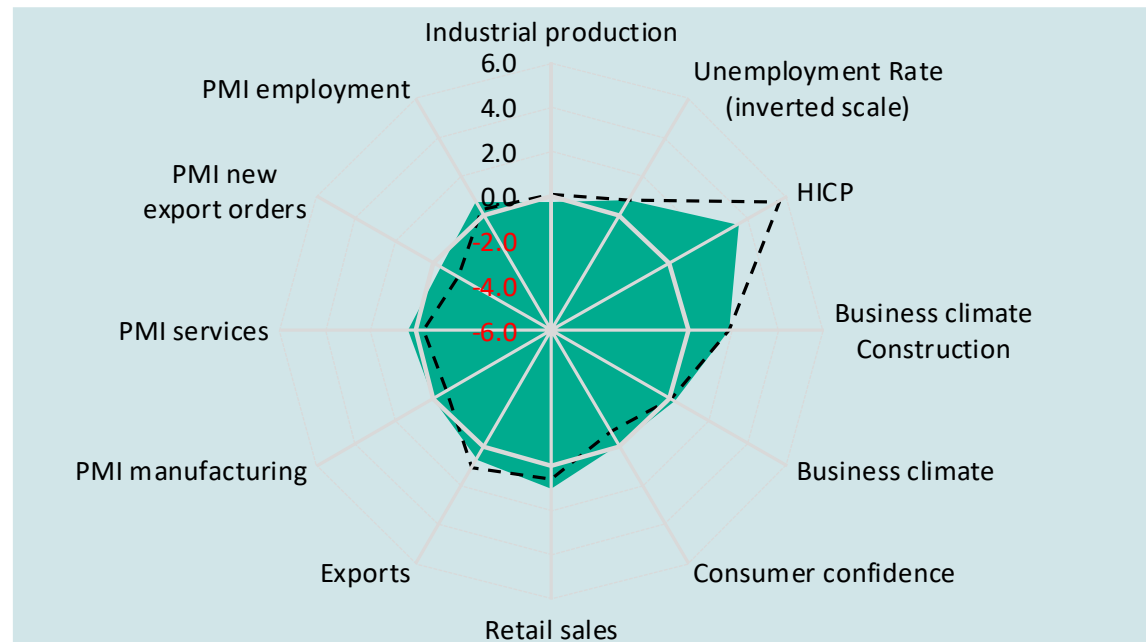 Industrial production
6.0
4.0
2.0
0.0
-2.0
-4.0
-6.0
Unemployment Rate
(inverted scale)
HICP
Business climate
Construction
Business climate
Consumer confidence
Retail sales
Exports
PMI manufacturing
PMI services
PMI new
export orders
PMI employment